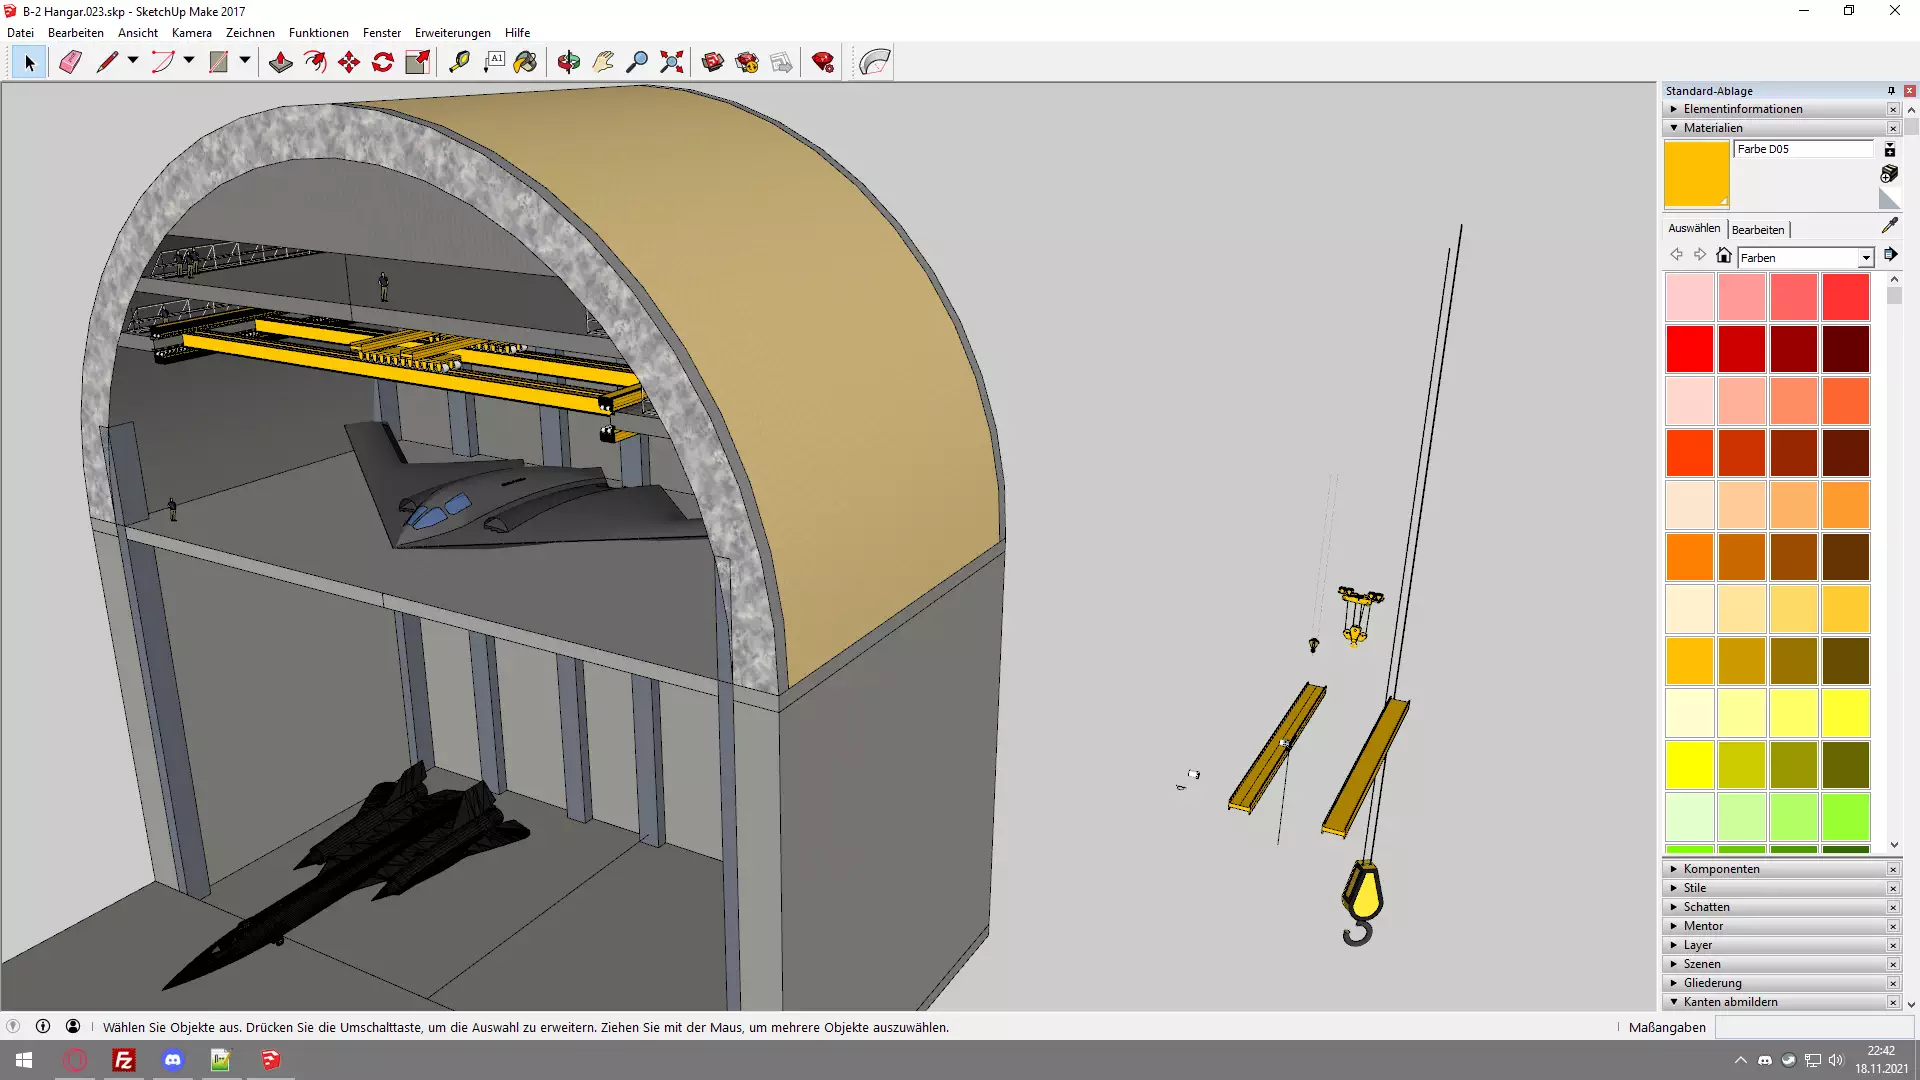 B-2 Hangar.023.skp - SketchUp Make 2017
Datei Bearbeiten Ansicht Kamera Zeichnen Funktionen Fenster Erweiterungen Hilfe
A1
Standard-Ablage
Elementinformationen
Materialien
Farbe D05
Auswählen Bearbeiten
Farben
Komponenten
Stile
Schatten
Mentor
Layer
Szenen
Gliederung
Kanten abmildern
Wählen Sie Objekte aus. Drücken Sie die Umschalttaste, um die Auswahl zu erweitern. Ziehen Sie mit der Maus, um mehrere Objekte auszuwählen.
Maßangaben
Fz
22:42
18.11.2021